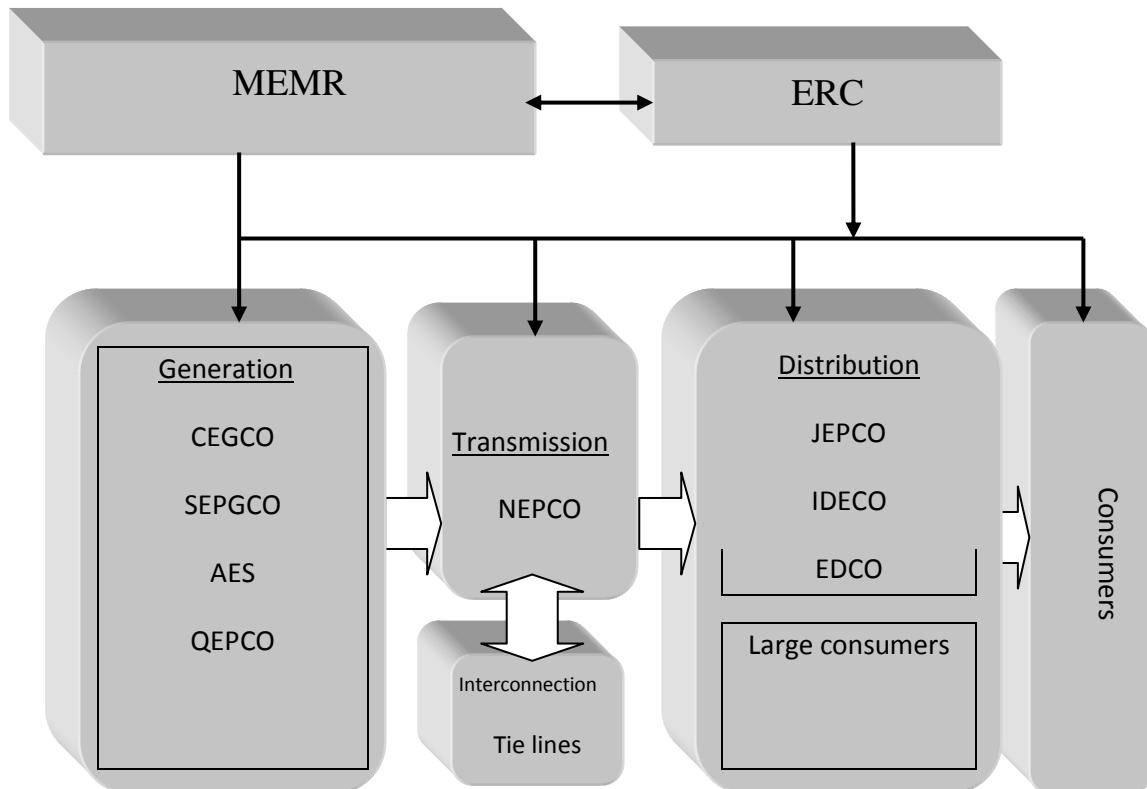 MEMR
ERC
Generation
CEGCO
SEPGCO
AES
QEPCO
Transmission
NEPCO
Interconnection
Tie lines
Distribution
JEPCO
IDECO
EDCO
Large consumers
Consumers